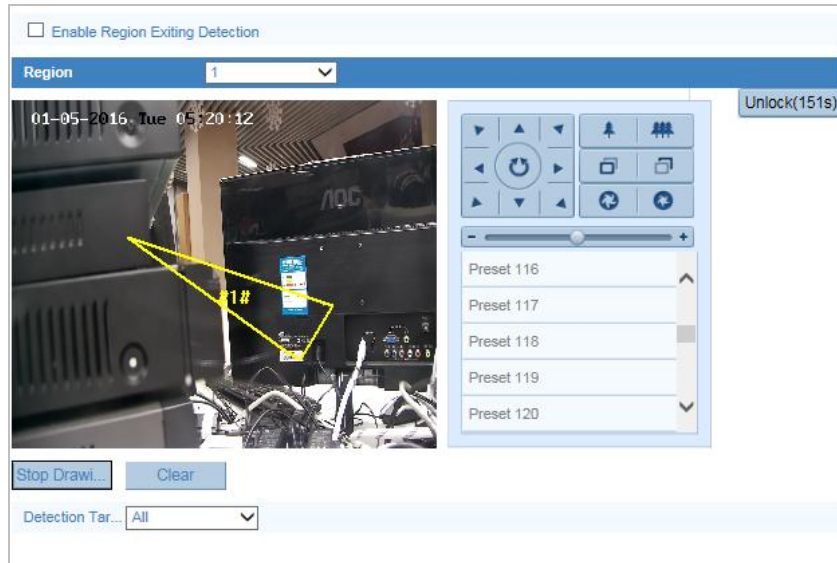 Enable Region Exiting Detection
Region 1
Unlock(151s)
01-05-2016 Tue 05:20:12
AOC
#1#
Preset 116
Preset 117
Preset 118
Preset 119
Preset 120
Stop Drawi... Clear
Detection Tar... All